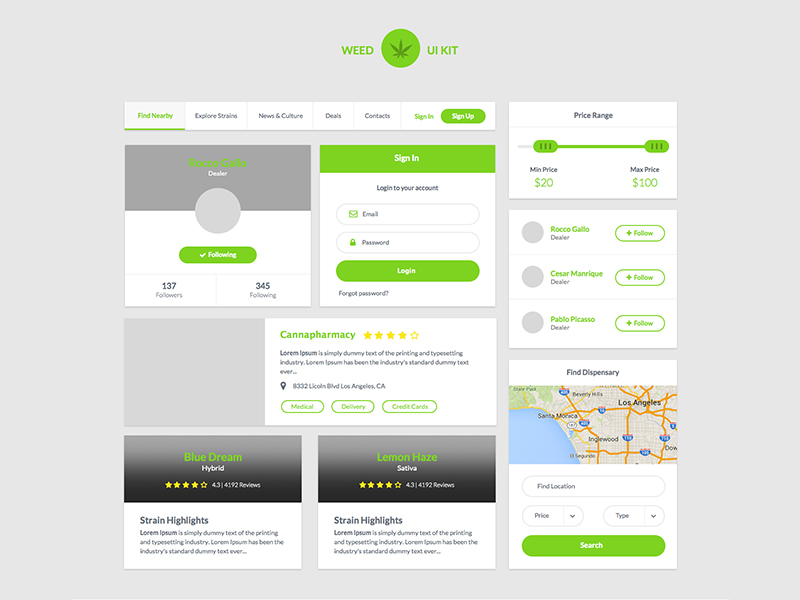 WEED UI KIT
Find Nearby Explore Strains News & Culture Deals Contacts Sign In Sign Up
Rocco Gallo
Dealer
Following
137 345
Followers Following
Sign In
Login to your account
Email
Password
Login
Forgot password?
Cannapharmacy
Lorem Ipsum is simply dummy text of the printing and typesetting
industry. Lorem Ipsum has been the industry's standard dummy text
ever...
8332 Licoln Blvd Los Angeles, CA
Medical Delivery Credit Cards
Blue Dream
Hybrid
4.3 | 4192 Reviews
Strain Highlights
Lorem Ipsum is simply dummy text of the printing
and typesetting industry. Lorem Ipsum has been the
industry's standard dummy text ever...
Lemon Haze
Sativa
4.3 | 4192 Reviews
Strain Highlights
Lorem Ipsum is simply dummy text of the printing
and typesetting industry. Lorem Ipsum has been the
industry's standard dummy text ever...
Price Range
Min Price Max Price
$20 $100
Rocco Gallo
Dealer
Follow
Cesar Manrique
Dealer
Follow
Pablo Picasso
Dealer
Follow
Find Dispensary
State Park
Beverly Hills
Los Angeles
Santa Monica
Inglewood
Dow
El Segundo
Find Location
Price Type
Search